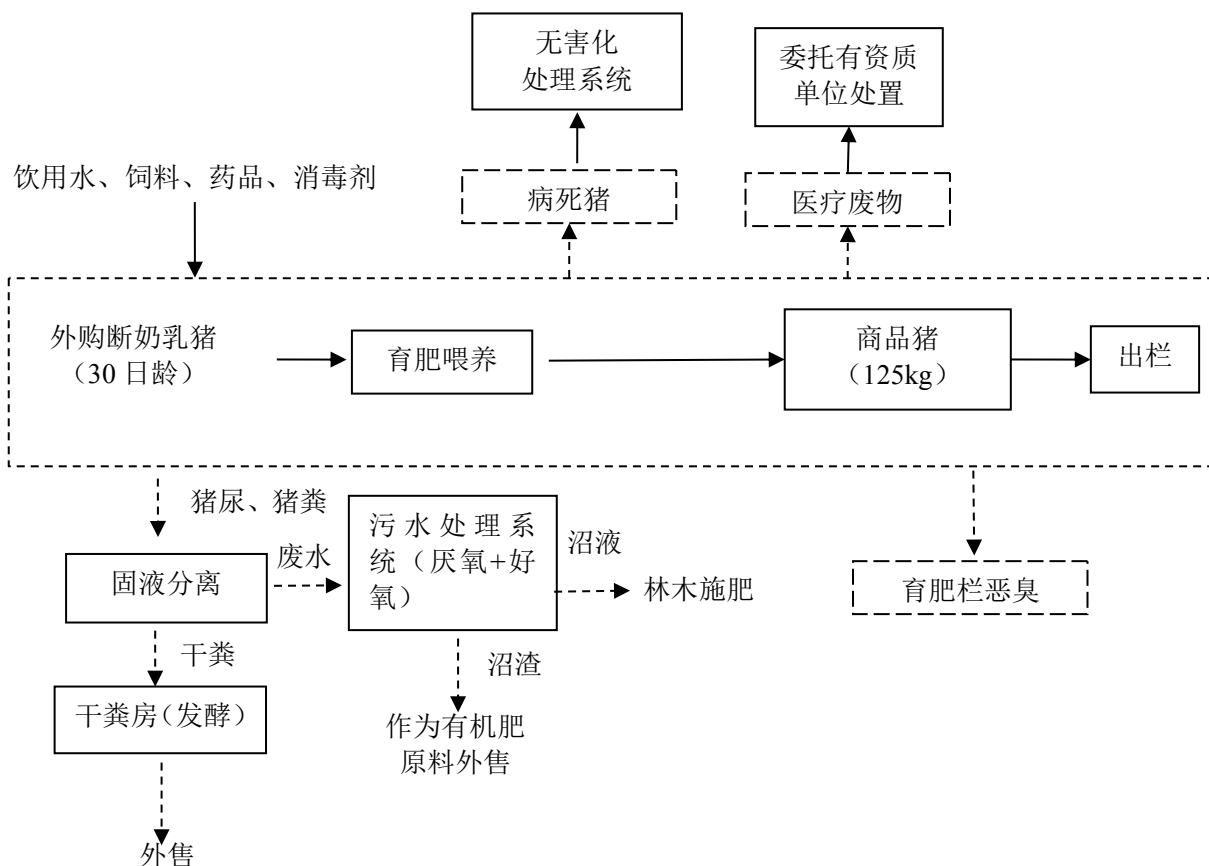 无害化
处理系统
委托有资质
单位处置
饮用水、饲料、药品、消毒剂
病死猪
医疗废物
外购断奶乳猪
（30 日龄）
育肥喂养
商品猪
（125kg）
出栏
猪尿、猪粪
固液分离
废水
污水处理系
统（厌氧+好
氧）
沼液
林木施肥
育肥栏恶臭
干粪
沼渣
干粪房（发酵）
作为有机肥
原料外售
外售